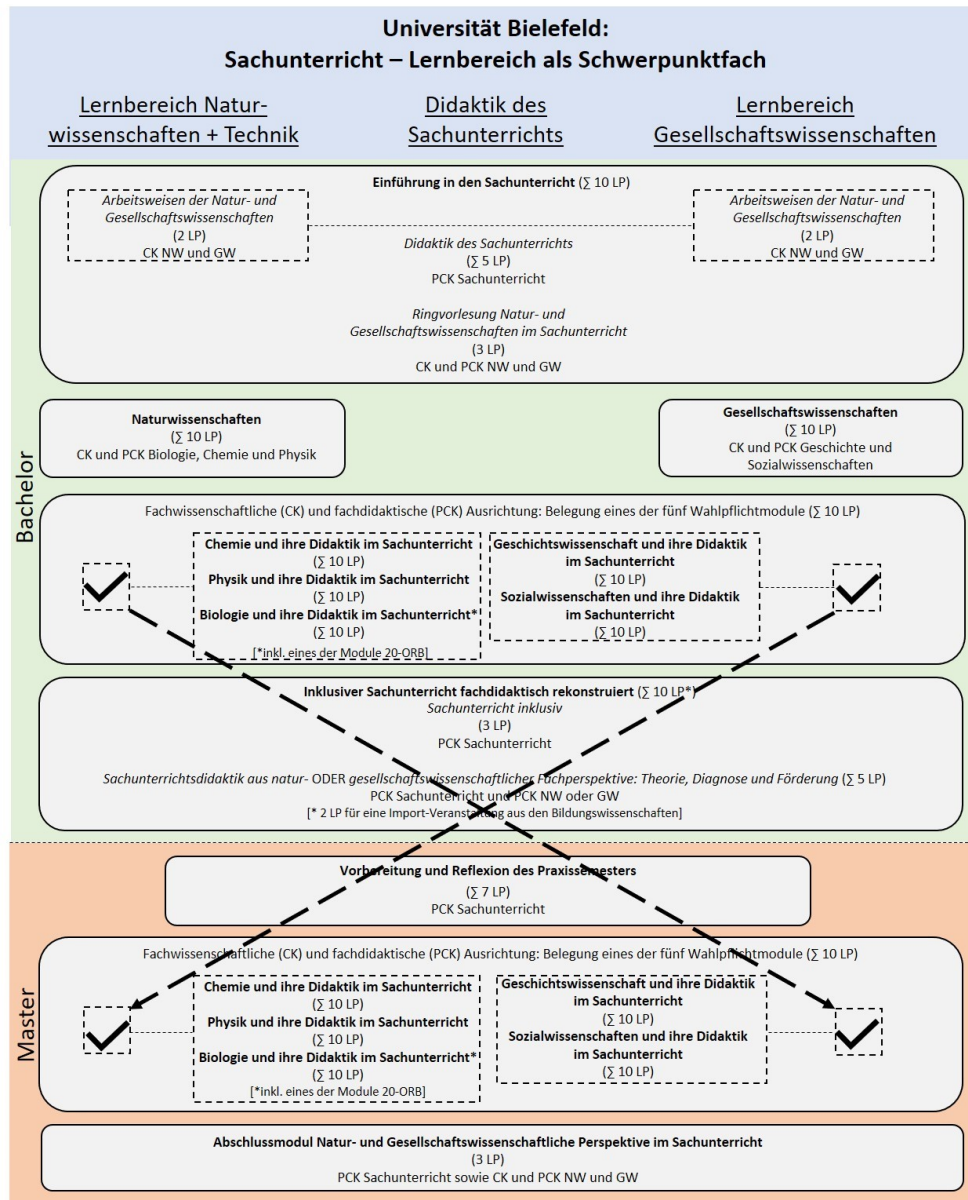 Universität Bielefeld:
Sachunterricht – Lernbereich als Schwerpunktfach
Lernbereich Natur-
wissenschaften + Technik
Didaktik des
Sachunterrichts
Lernbereich
Gesellschaftswissenschaften
Bachelor
Einführung in den Sachunterricht (∑ 10 LP)
Arbeitsweisen der Natur- und
Gesellschaftswissenschaften
(2 LP)
CK NW und GW
Arbeitsweisen der Natur- und
Gesellschaftswissenschaften
(2 LP)
CK NW und GW
Didaktik des Sachunterrichts
(∑ 5 LP)
PCK Sachunterricht
Ringvorlesung Natur- und
Gesellschaftswissenschaften im Sachunterricht
(3 LP)
CK und PCK NW und GW
Naturwissenschaften
(∑ 10 LP)
CK und PCK Biologie, Chemie und Physik
Gesellschaftswissenschaften
(∑ 10 LP)
CK und PCK Geschichte und
Sozialwissenschaften
Fachwissenschaftliche (CK) und fachdidaktische (PCK) Ausrichtung: Belegung eines der fünf Wahlpflichtmodule (∑ 10 LP)
Chemie und ihre Didaktik im Sachunterricht
(∑ 10 LP)
Physik und ihre Didaktik im Sachunterricht
(∑ 10 LP)
Biologie und ihre Didaktik im Sachunterricht*
(∑ 10 LP)
[*inkl. eines der Module 20-ORB]
Geschichtswissenschaft und ihre Didaktik
im Sachunterricht
(∑ 10 LP)
Sozialwissenschaften und ihre Didaktik
im Sachunterricht
(∑ 10 LP)
Inklusiver Sachunterricht fachdidaktisch rekonstruiert (∑ 10 LP*)
Sachunterricht inklusiv
(3 LP)
PCK Sachunterricht
Sachunterrichtsdidaktik aus natur- ODER gesellschaftswissenschaftlicher Fachperspektive: Theorie, Diagnose und Förderung (∑ 5 LP)
PCK Sachunterricht und PCK NW oder GW
[* 2 LP für eine Import-Veranstaltung aus den Bildungswissenschaften]
Master
Vorbereitung und Reflexion des Praxissemesters
(∑ 7 LP)
PCK Sachunterricht
Fachwissenschaftliche (CK) und fachdidaktische (PCK) Ausrichtung: Belegung eines der fünf Wahlpflichtmodule (∑ 10 LP)
Chemie und ihre Didaktik im Sachunterricht
(∑ 10 LP)
Physik und ihre Didaktik im Sachunterricht
(∑ 10 LP)
Biologie und ihre Didaktik im Sachunterricht*
(∑ 10 LP)
[*inkl. eines der Module 20-ORB]
Geschichtswissenschaft und ihre Didaktik
im Sachunterricht
(∑ 10 LP)
Sozialwissenschaften und ihre Didaktik
im Sachunterricht
(∑ 10 LP)
Abschlussmodul Natur- und Gesellschaftswissenschaftliche Perspektive im Sachunterricht
(3 LP)
PCK Sachunterricht sowie CK und PCK NW und GW